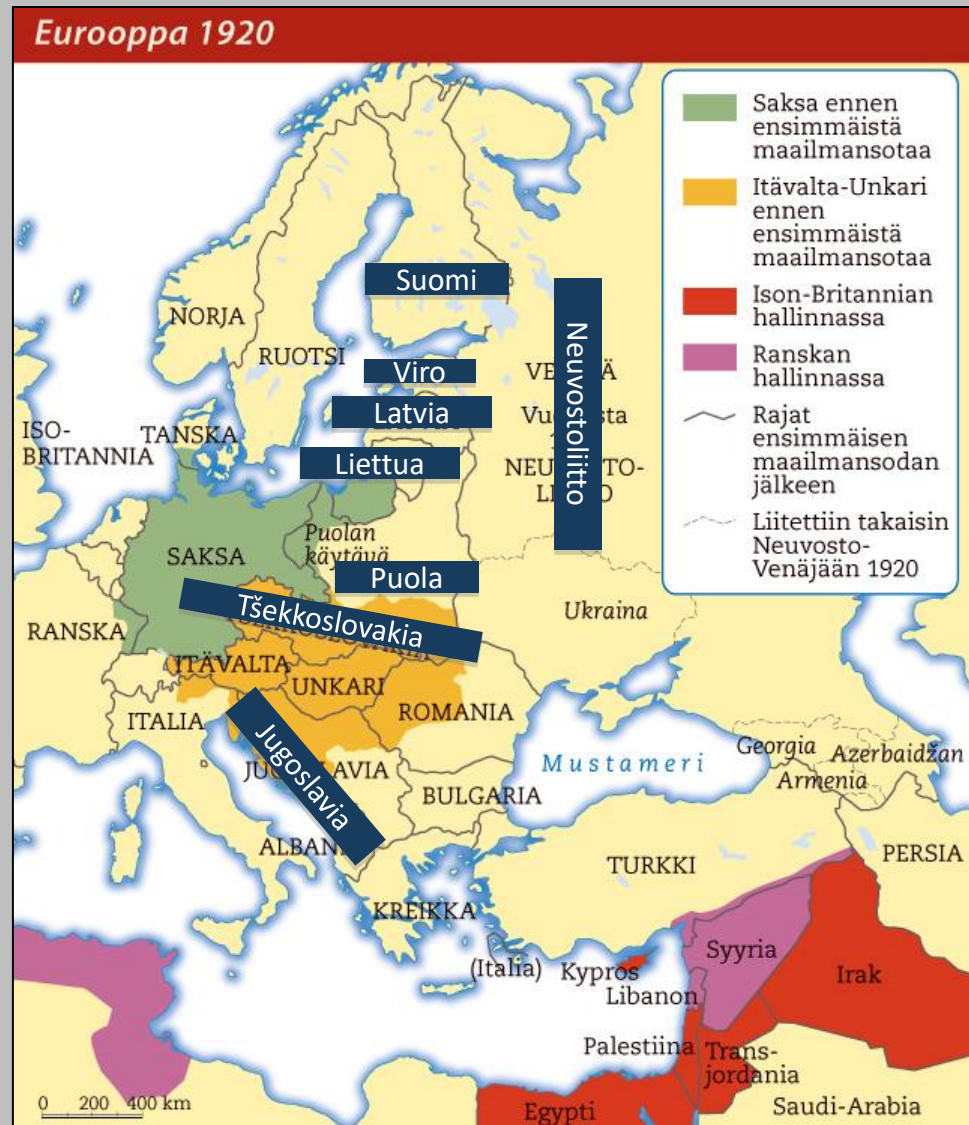 Eurooppa 1920
Saksa ennen
ensimmäistä
maailmansotaa
Itävalta-Unkari
ennen
ensimmäistä
maailmansotaa
Ison-Britannian
hallinnassa
Ranskan
hallinnassa
Rajat
ensimmäisen
maailmansodan
jälkeen
Liitettiin takaisin
Neuvosto-
Venäjään 1920
Suomi
NORJA
RUOTSI
Neuvostoliitto
Viro
Latvia
ISO-
BRITANNIA
TANSKA
Liettua
NEUVOSTO-
Puolan
käytävä
SAKSA
Puola
Tšekkoslovakia
Ukraina
RANSKA
ITÄVALTA
UNKARI
ROMANIA
ITALIA
Jugoslavia
Mustameri
Georgia
Azerbaidžan
Armenia
BULGARIA
TURKKI
PERSIA
KREIKKA
(Italia)
Kypros
Syyria
Irak
Libanon
Palestiina
Trans-
jordania
Egypti
Saudi-Arabia
0 200 400 km